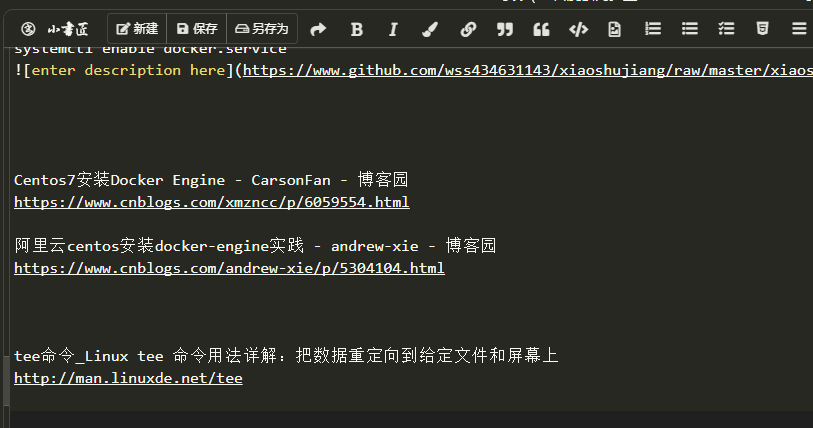 小书匠 新建 保存 另存为
systemctl enable docker.service
![enter description here](https://www.github.com/wss434631143/xiaoshujiang/raw/master/xiaos
Centos7安装Docker Engine - CarsonFan - 博客园
https://www.cnblogs.com/xmzncc/p/6059554.html
阿里云centos安装docker-engine实践 - andrew-xie - 博客园
https://www.cnblogs.com/andrew-xie/p/5304104.html
tee命令_Linux tee 命令用法详解：把数据重定向到给定文件和屏幕上
http://man.linuxde.net/tee